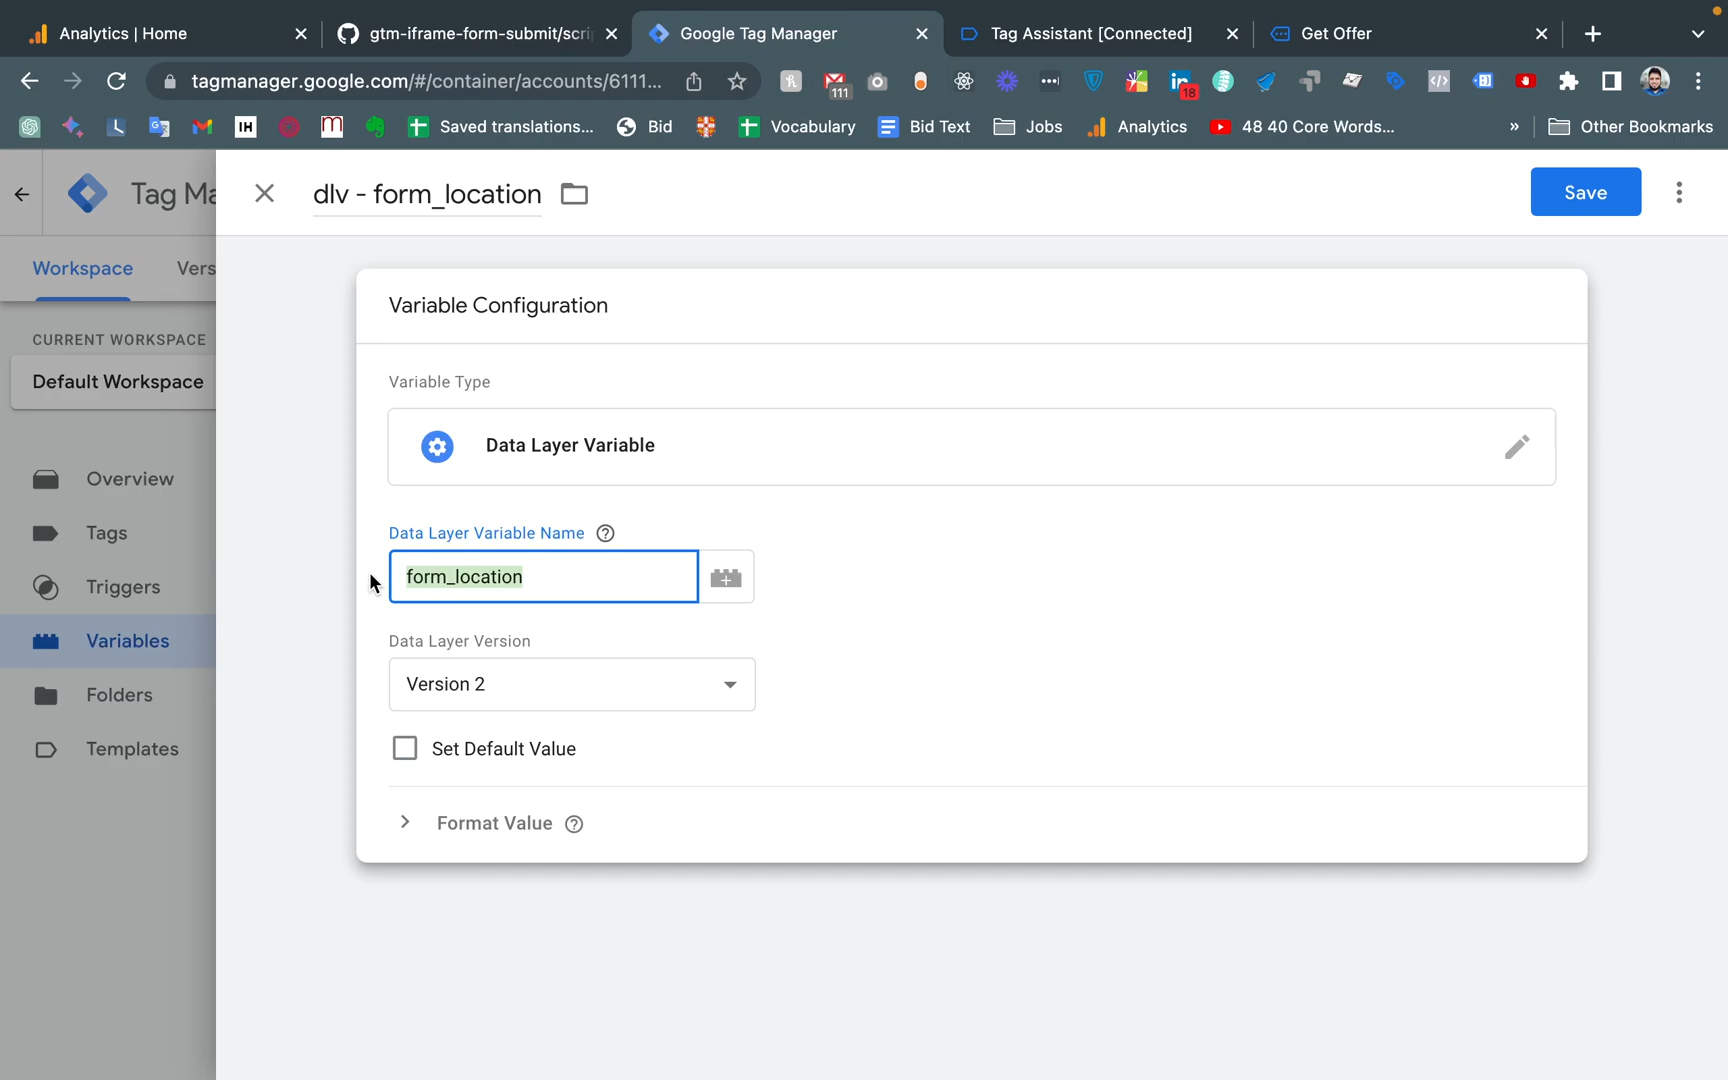 Analytics | Home
gtm-iframe-form-submit/scri
Google Tag Manager
Tag Assistant [Connected]
Get Offer
tagmanager.google.com/#/container/accounts/6111...
111
18
IH
Saved translations...
Bid
Vocabulary
Bid Text
Jobs
Analytics
48 40 Core Words...
»
Other Bookmarks
Tag Ma
dlv - form_location
Save
Workspace
Vers
Variable Configuration
CURRENT WORKSPACE
Default Workspace
Variable Type
Data Layer Variable
Overview
Tags
Triggers
Variables
Folders
Templates
Data Layer Variable Name
form_location
Data Layer Version
Version 2
Set Default Value
Format Value